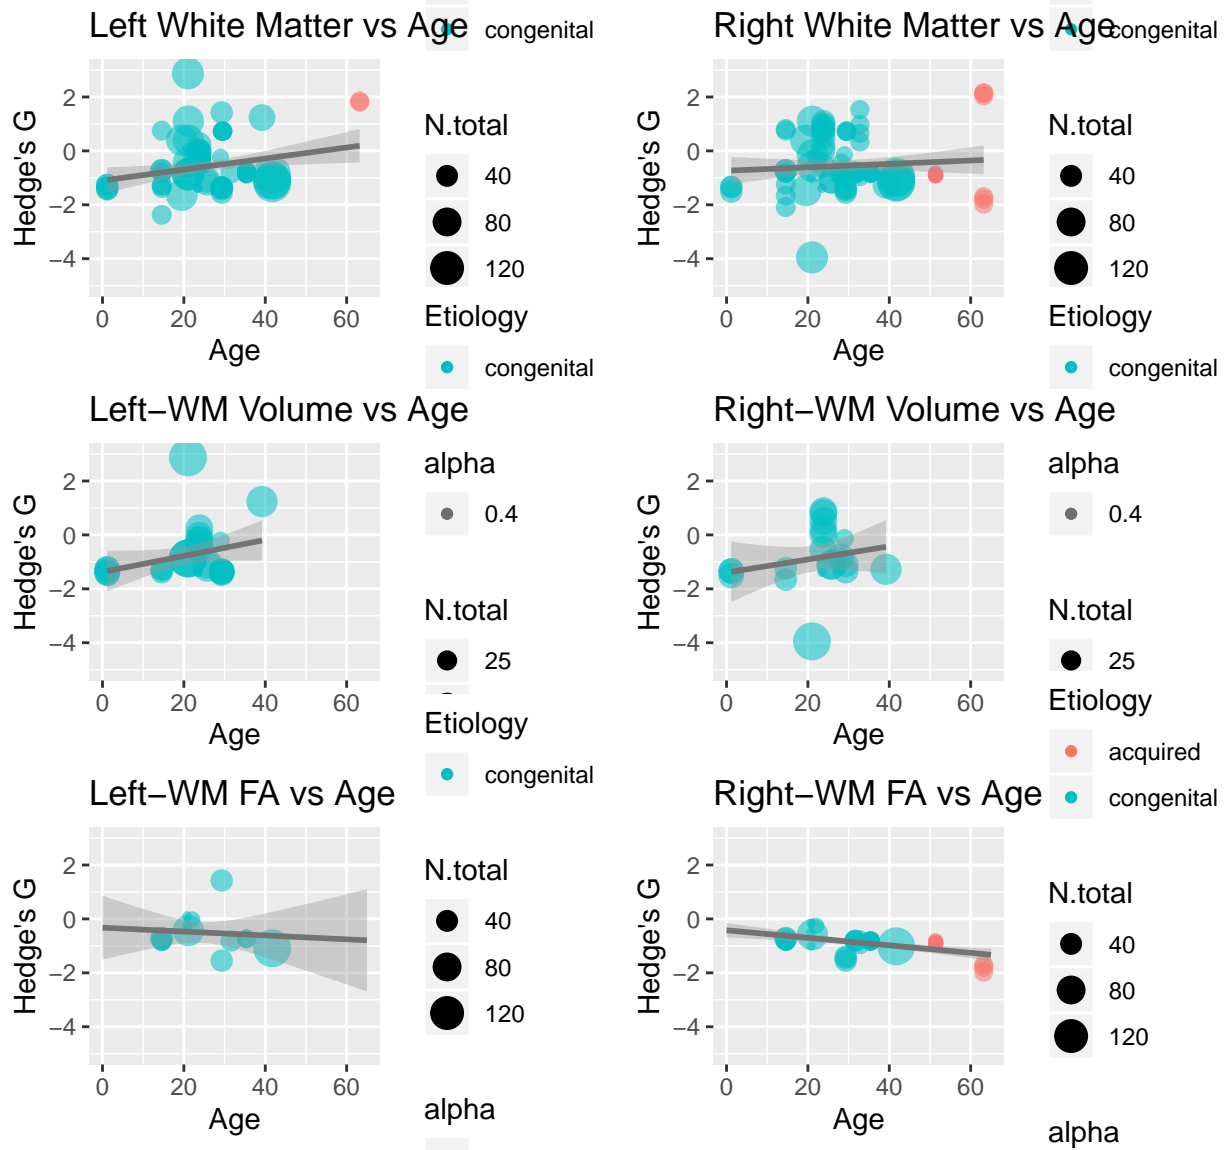 Left White Matter vs Age
congenital
Hedge's G
2
0
−2
−4
0 20 40 60
Age
N.total
40
80
120
Etiology
congenital
Right White Matter vs Age
congenital
Hedge's G
2
0
−2
−4
0 20 40 60
Age
N.total
40
80
120
Etiology
congenital
Left−WM Volume vs Age
Hedge's G
2
0
−2
−4
0 20 40 60
Age
alpha
0.4
N.total
25
Etiology
congenital
Right−WM Volume vs Age
Hedge's G
2
0
−2
−4
0 20 40 60
Age
alpha
0.4
N.total
25
Etiology
acquired
congenital
Left−WM FA vs Age
Hedge's G
2
0
−2
−4
0 20 40 60
Age
N.total
40
80
120
alpha
Right−WM FA vs Age
Hedge's G
2
0
−2
−4
0 20 40 60
Age
N.total
40
80
120
alpha